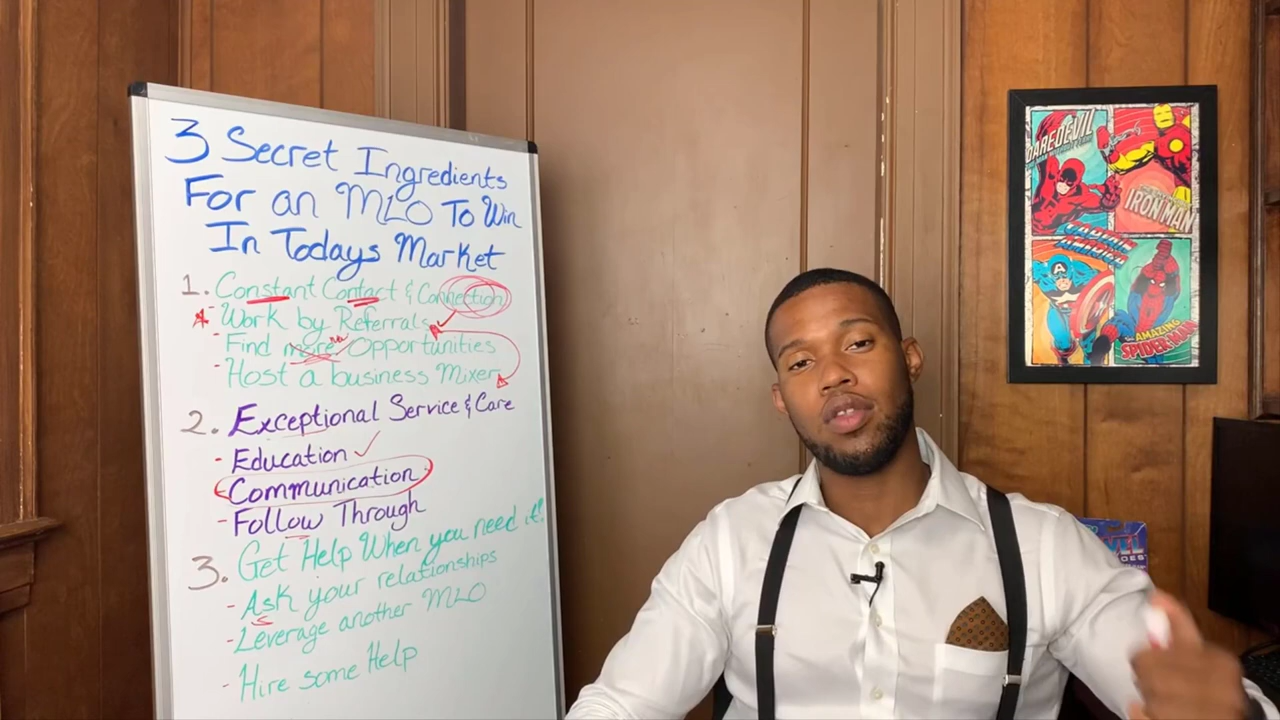 3 Secret Ingredients
For an MLO To Win
In Todays Market
1. Constant Contact & Connection
- Work by Referrals
- Find more Opportunities
- Host a business Mixer
2. Exceptional Service & Care
- Education ✓
- Communication
- Follow Through
3. Get Help When you need it!
- Ask your relationships
- Leverage another MLO
- Hire some Help
DAREDEVIL
IRON MAN
CAPTAIN
AMERICA
AMAZING
SPIDER-MAN